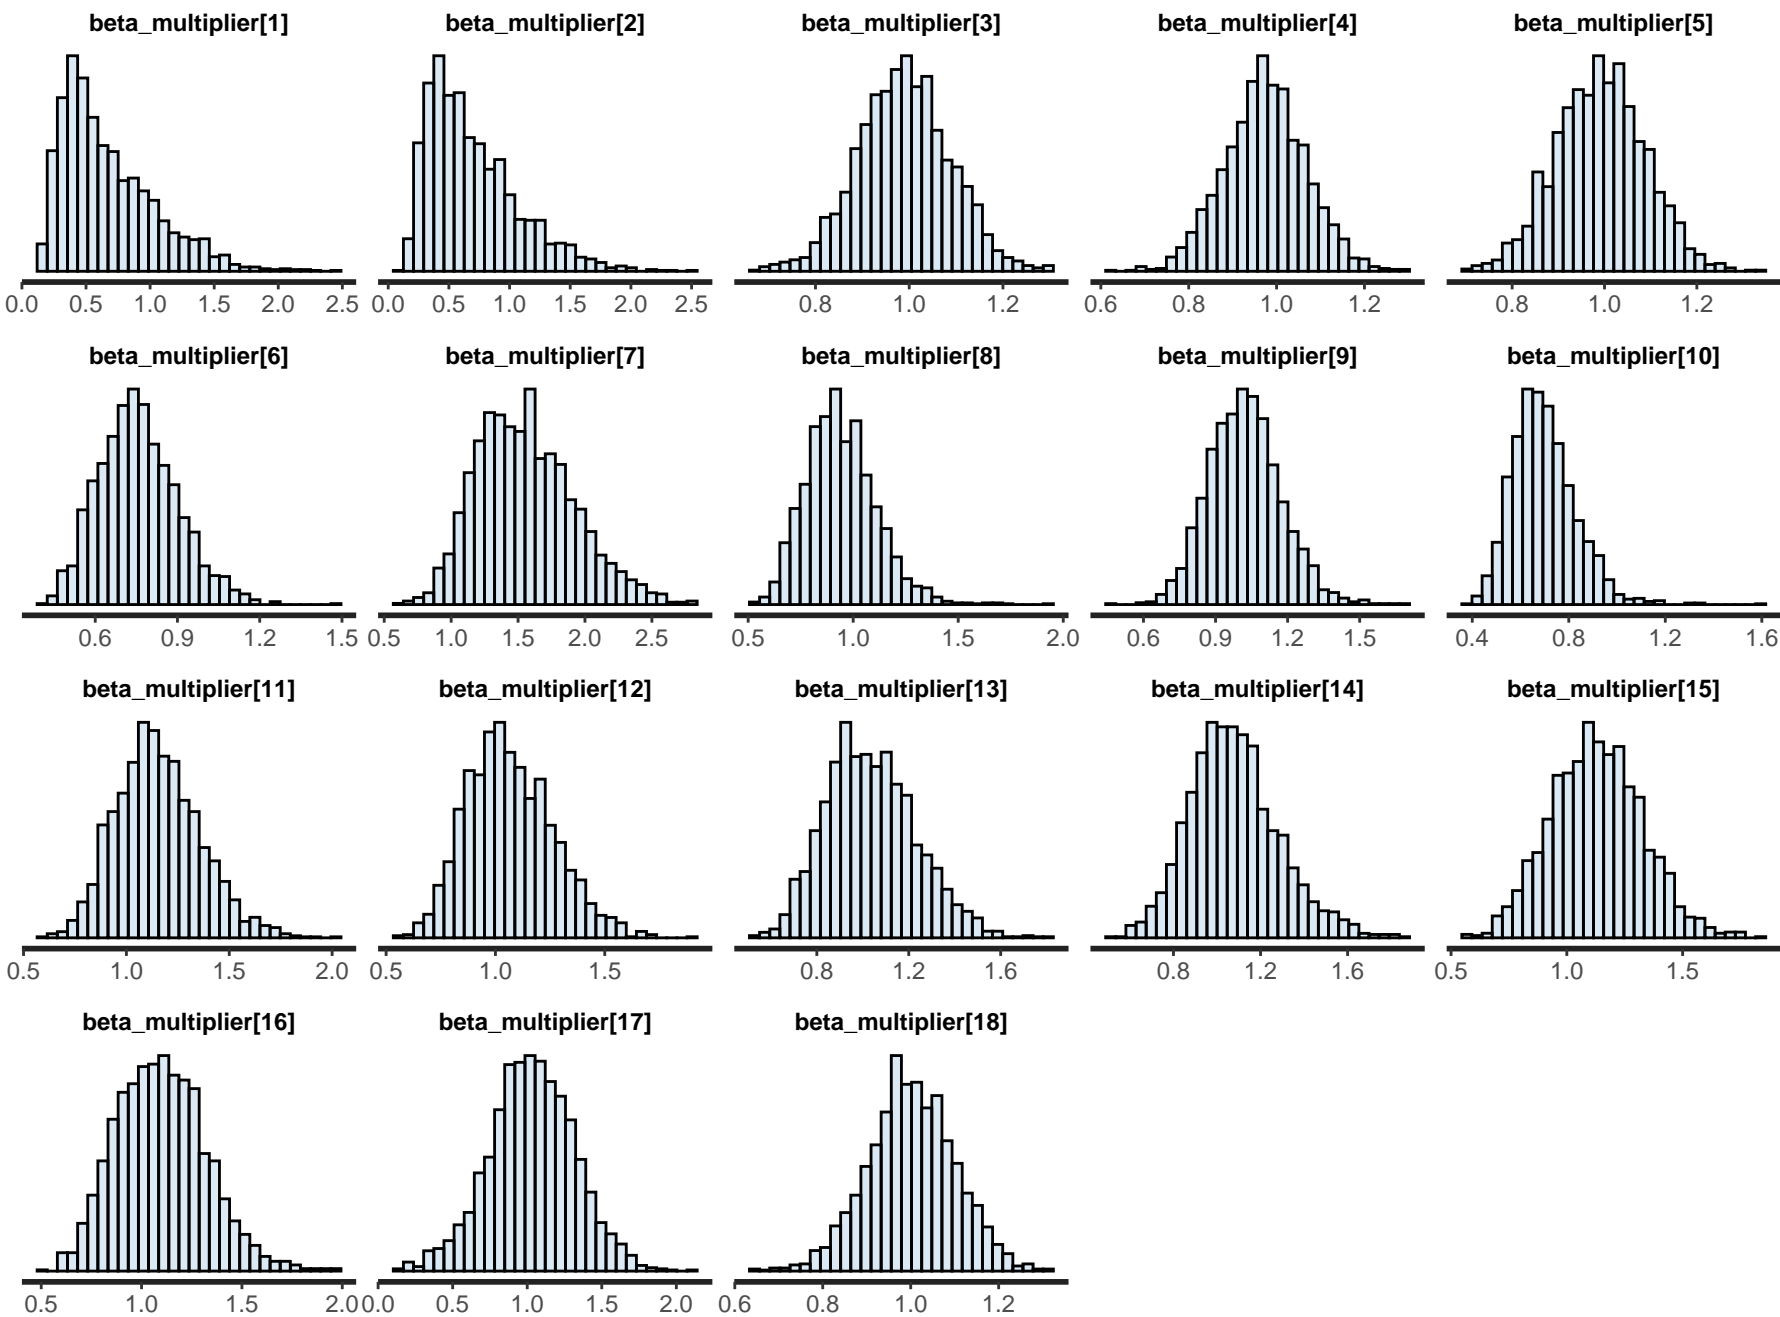 beta_multiplier[1] beta_multiplier[2] beta_multiplier[3] beta_multiplier[4] beta_multiplier[5]
0.0 0.5 1.0 1.5 2.0 2.5 0.0 0.5 1.0 1.5 2.0 2.5 0.8 1.0 1.2 0.6 0.8 1.0 1.2 0.8 1.0 1.2
beta_multiplier[6] beta_multiplier[7] beta_multiplier[8] beta_multiplier[9] beta_multiplier[10]
0.6 0.9 1.2 1.5 0.5 1.0 1.5 2.0 2.5 0.5 1.0 1.5 2.0 0.6 0.9 1.2 1.5 0.4 0.8 1.2 1.6
beta_multiplier[11] beta_multiplier[12] beta_multiplier[13] beta_multiplier[14] beta_multiplier[15]
0.5 1.0 1.5 2.0 0.5 1.0 1.5 0.8 1.2 1.6 0.8 1.2 1.6 0.5 1.0 1.5
beta_multiplier[16] beta_multiplier[17] beta_multiplier[18]
0.5 1.0 1.5 2.0 0.0 0.5 1.0 1.5 2.0 0.6 0.8 1.0 1.2